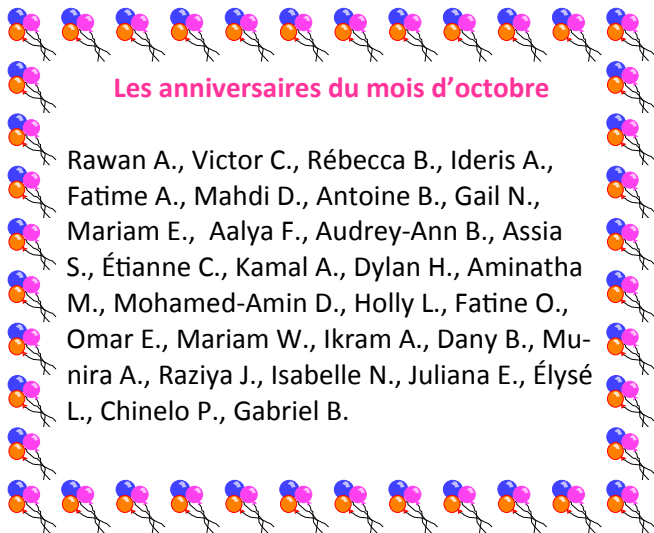 Les anniversaires du mois d’octobre
Rawan A., Victor C., Rébecca B., Ideris A.,
Fatime A., Mahdi D., Antoine B., Gail N.,
Mariam E.,  Aalya F., Audrey-Ann B., Assia
S., Étianne C., Kamal A., Dylan H., Aminatha
M., Mohamed-Amin D., Holly L., Fatine O.,
Omar E., Mariam W., Ikram A., Dany B., Mu-
nira A., Raziya J., Isabelle N., Juliana E., Élysé
L., Chinelo P., Gabriel B.